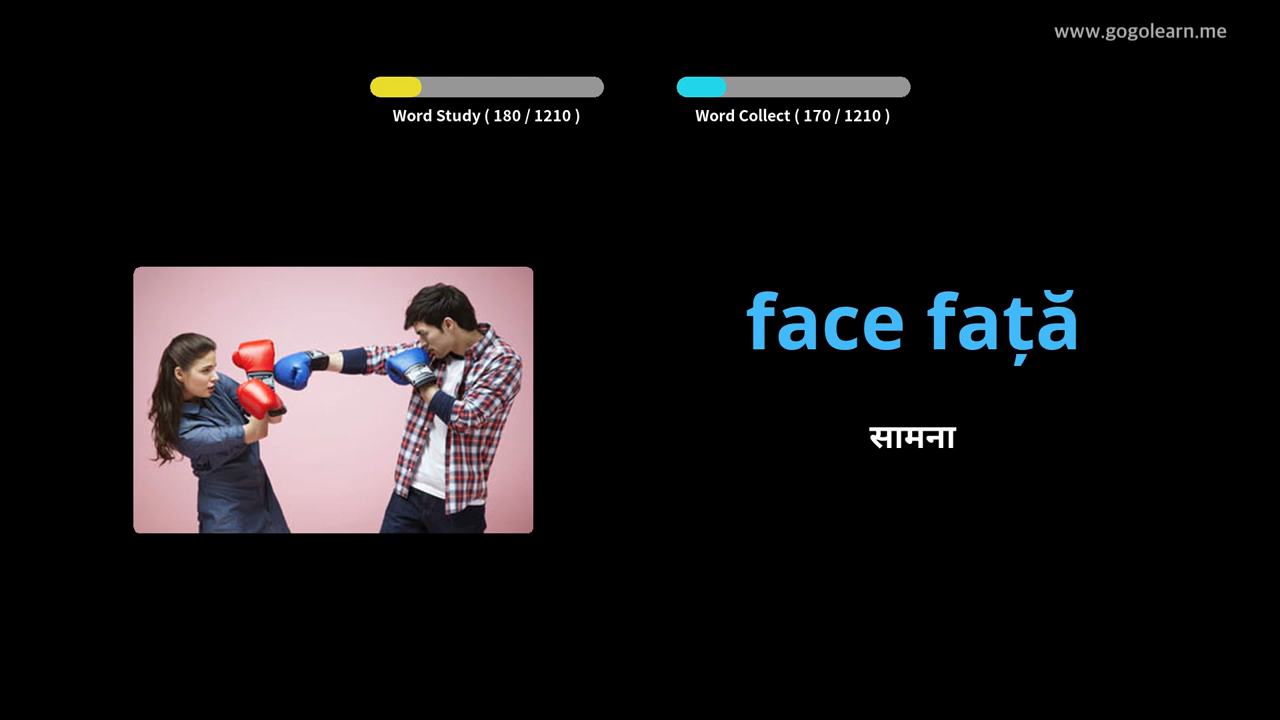 www.gogolearn.me
Word Study ( 180 / 1210 )
Word Collect ( 170 / 1210 )
face față
सामना